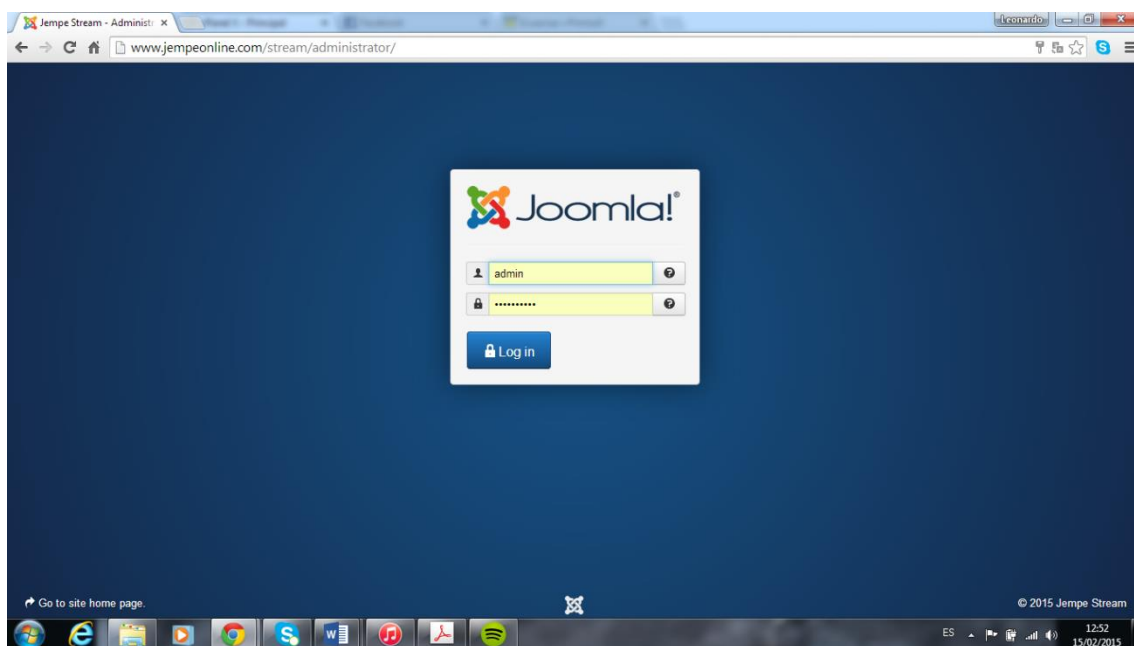 Jempe Stream - Administr
Leonardo
www.jempeonline.com/stream/administrator/
Joomla!®
admin
••••••••••
Log in
Go to site home page.
© 2015 Jempe Stream
ES
12:52
15/02/2015